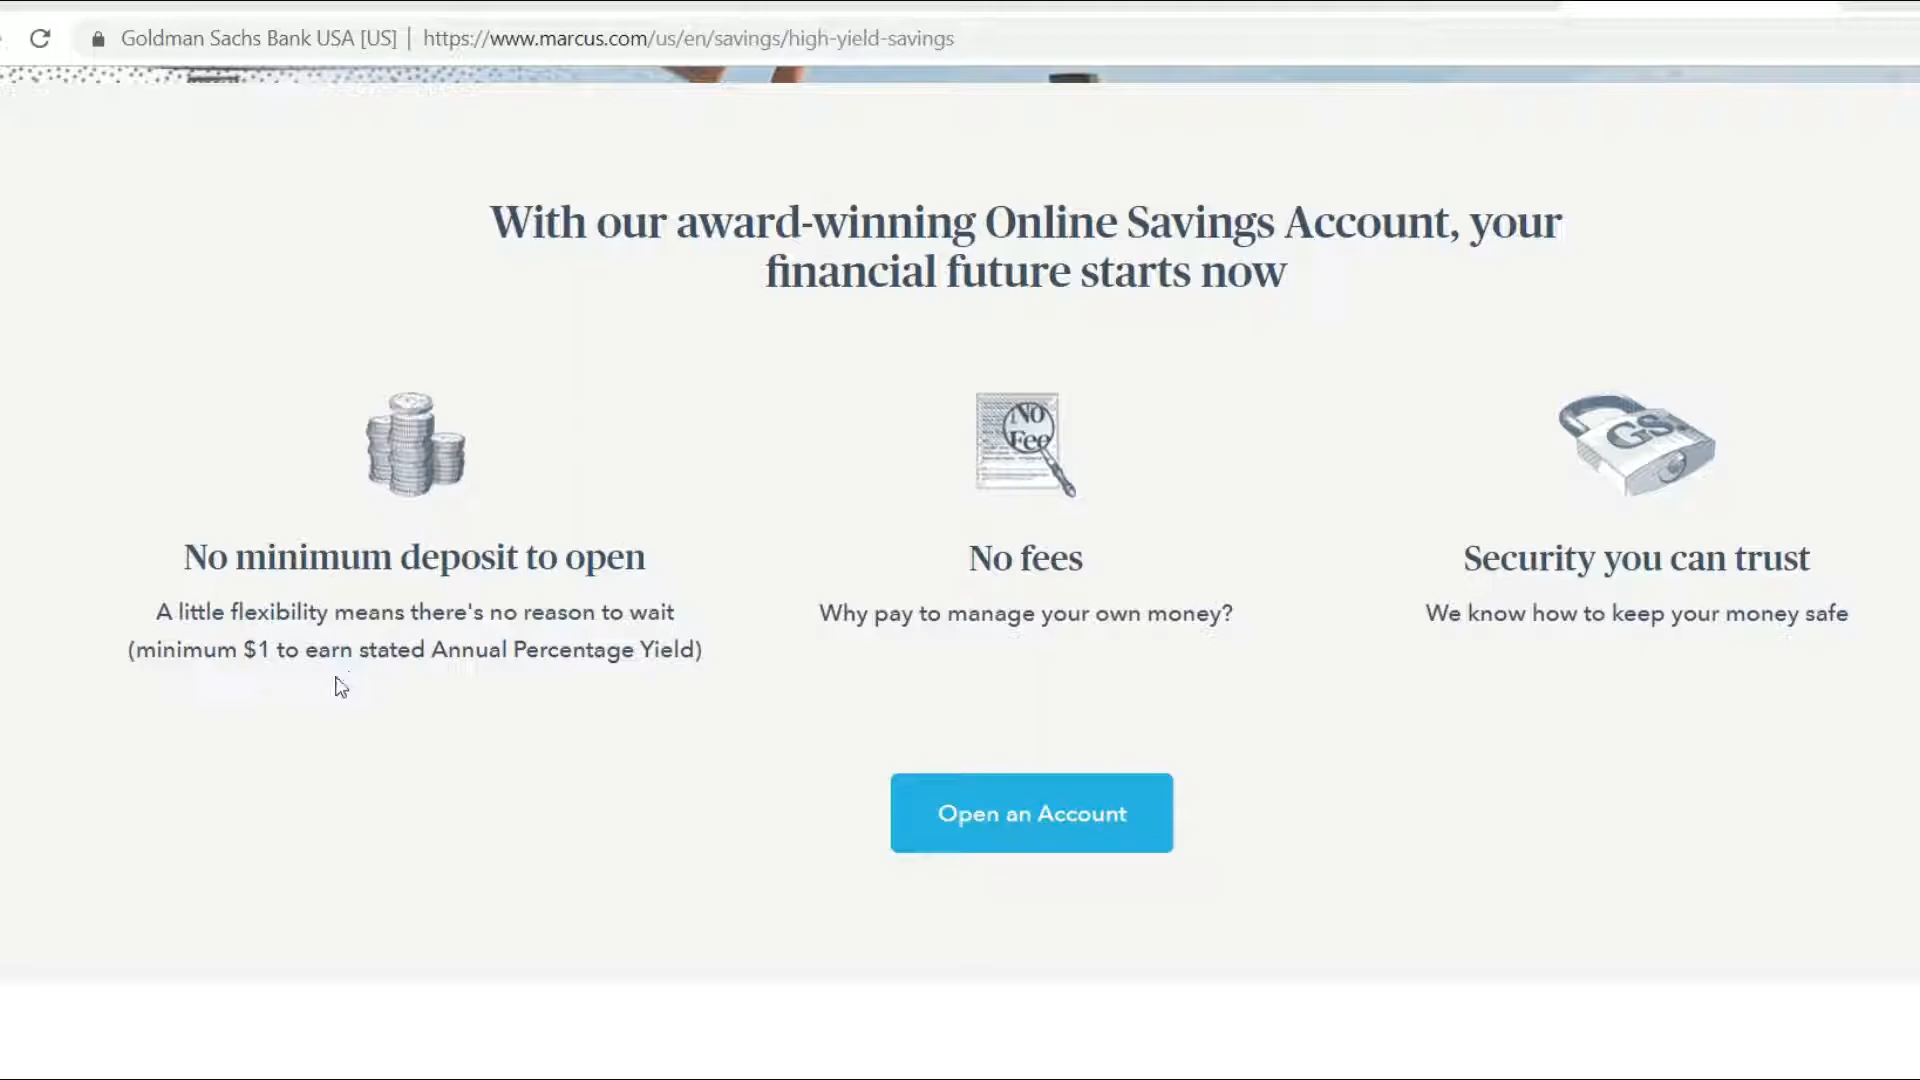 Goldman Sachs Bank USA [US] | https://www.marcus.com/us/en/savings/high-yield-savings
With our award-winning Online Savings Account, your
financial future starts now
No
Fee
GS
No minimum deposit to open
No fees
Security you can trust
A little flexibility means there's no reason to wait
(minimum $1 to earn stated Annual Percentage Yield)
Why pay to manage your own money?
We know how to keep your money safe
Open an Account